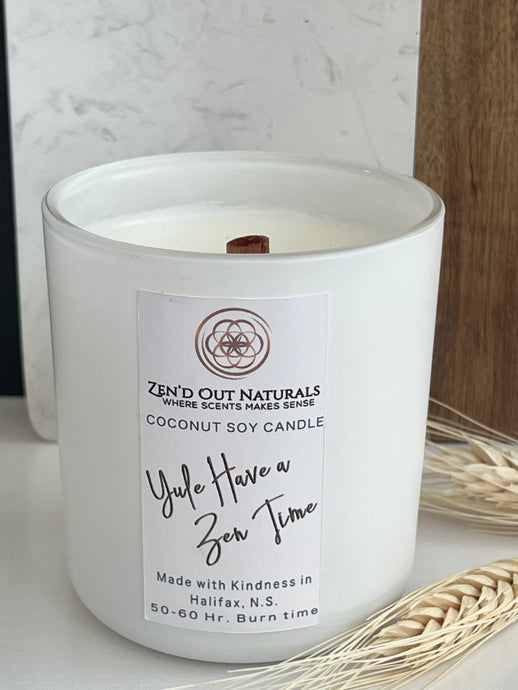 ZEN'D OUT NATURALS
WHERE SCENTS MAKES SENSE
COCONUT SOY CANDLE
Yule Have a
Zen Time
Made with Kindness in
Halifax, N.S.
50-60 Hr. Burn time